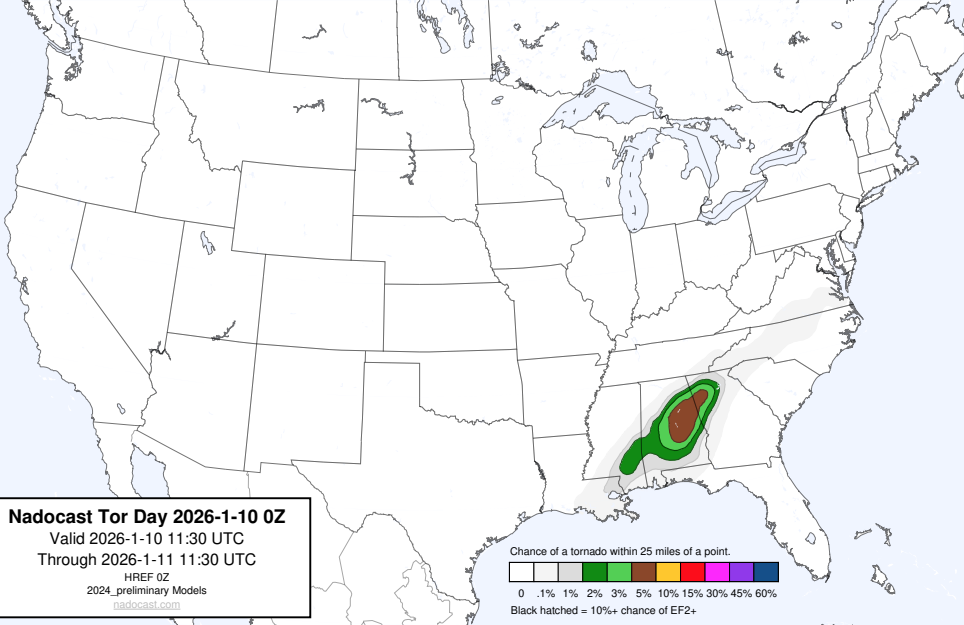 Nadocast Tor Day 2026-1-10 0Z
Valid 2026-1-10 11:30 UTC
Through 2026-1-11 11:30 UTC
HREF 0Z
2024_preliminary Models
nadocast.com
Chance of a tornado within 25 miles of a point.
0 .1% 1% 2% 3% 5% 10% 15% 30% 45% 60%
Black hatched = 10%+ chance of EF2+